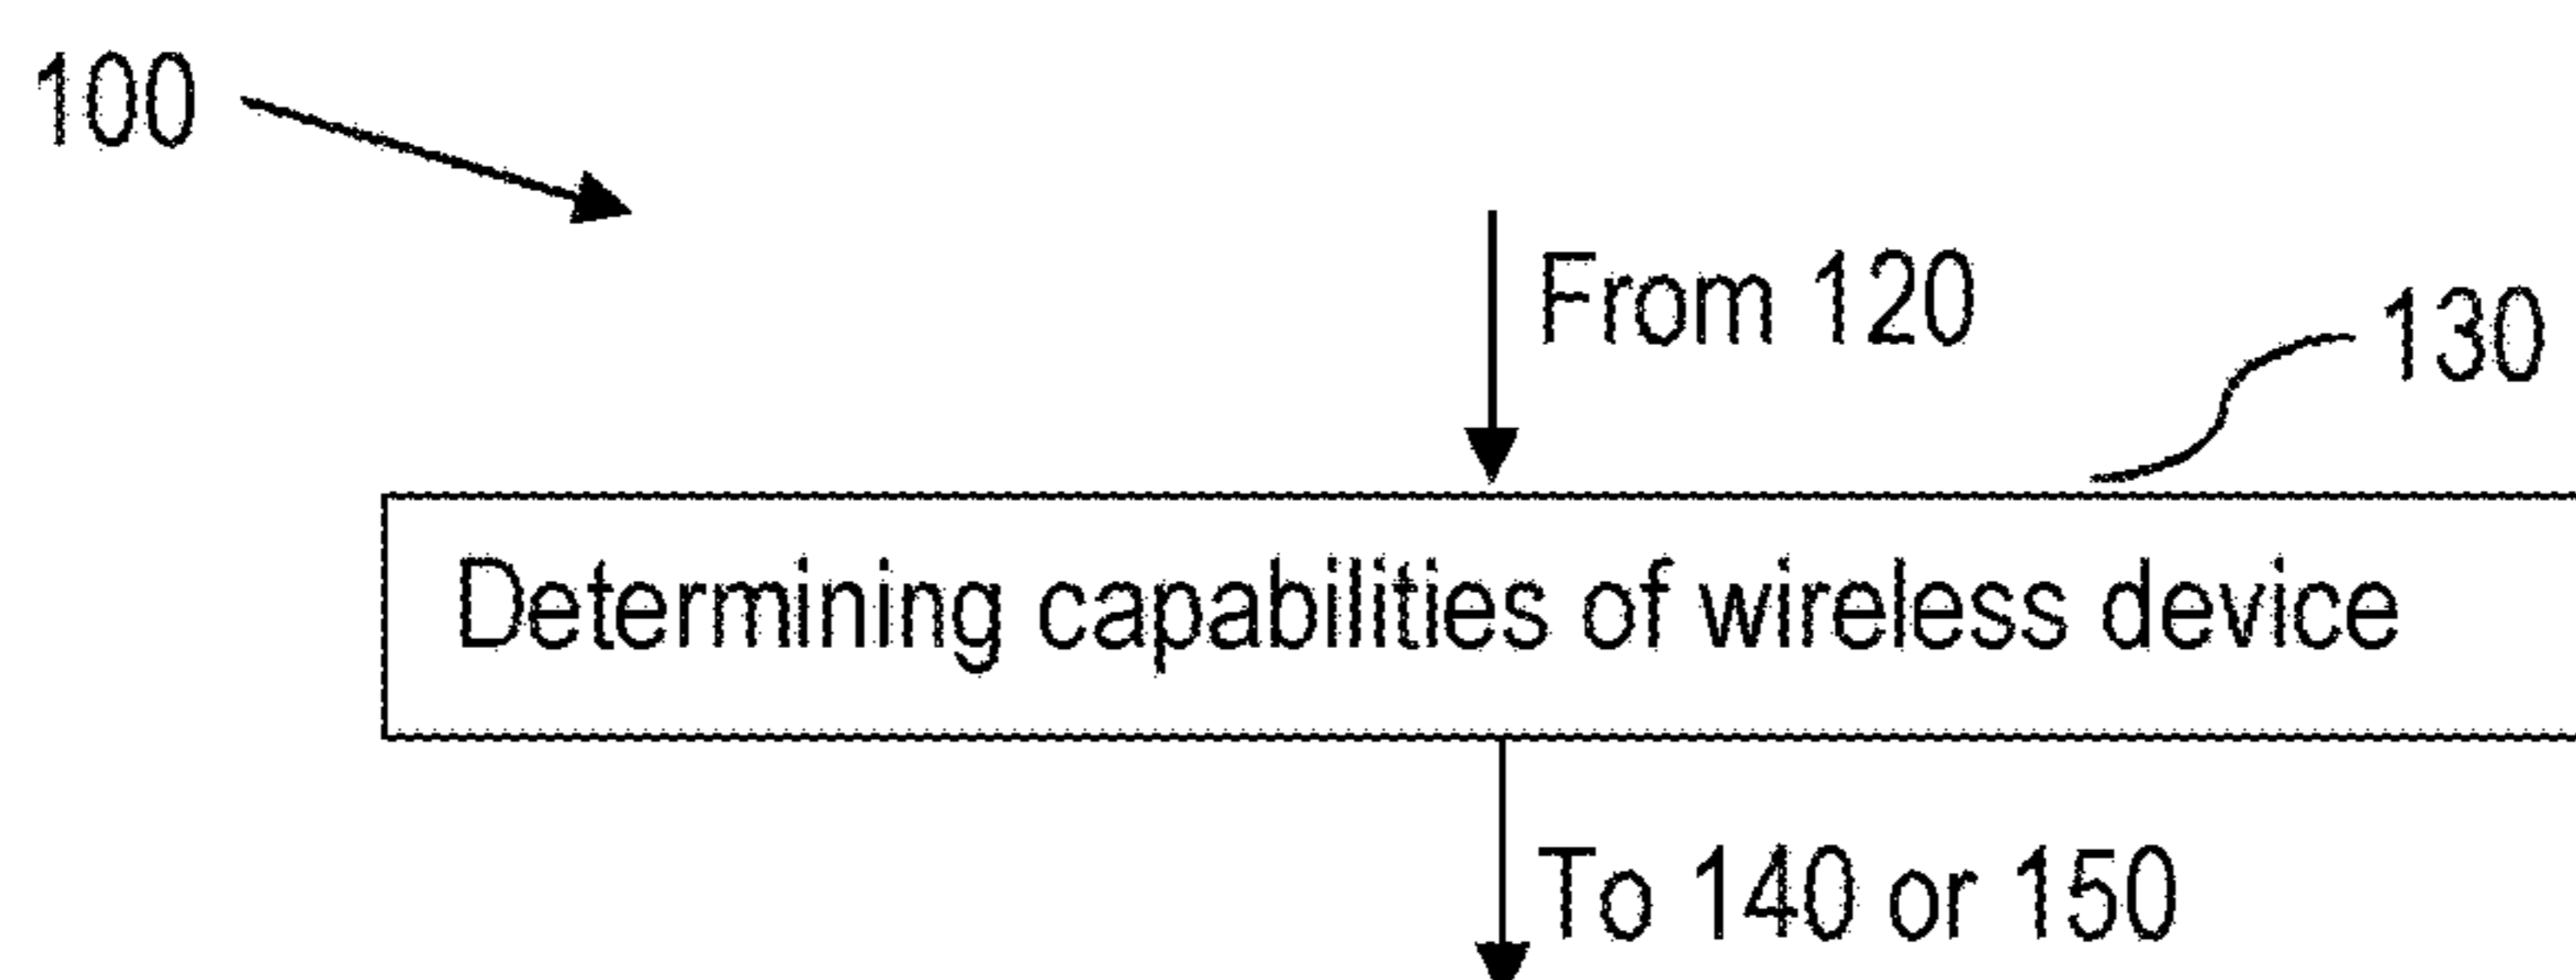 100
From 120
130
Determining capabilities of wireless device
To 140 or 150